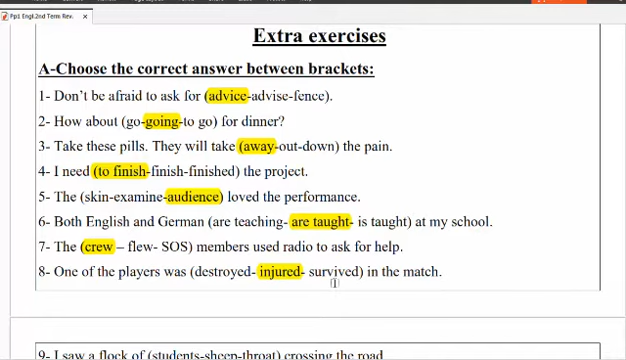 Pp1 Engl.2nd Term Rev.
Extra exercises
A-Choose the correct answer between brackets:
1- Don't be afraid to ask for (advice-advise-fence).
2- How about (go-going-to go) for dinner?
3- Take these pills. They will take (away-out-down) the pain.
4- I need (to finish-finish-finished) the project.
5- The (skin-examine-audience) loved the performance.
6- Both English and German (are teaching- are taught- is taught) at my school.
7- The (crew – flew- SOS) members used radio to ask for help.
8- One of the players was (destroyed- injured- survived) in the match.
9- I saw a flock of (students-sheep-throat) crossing the road